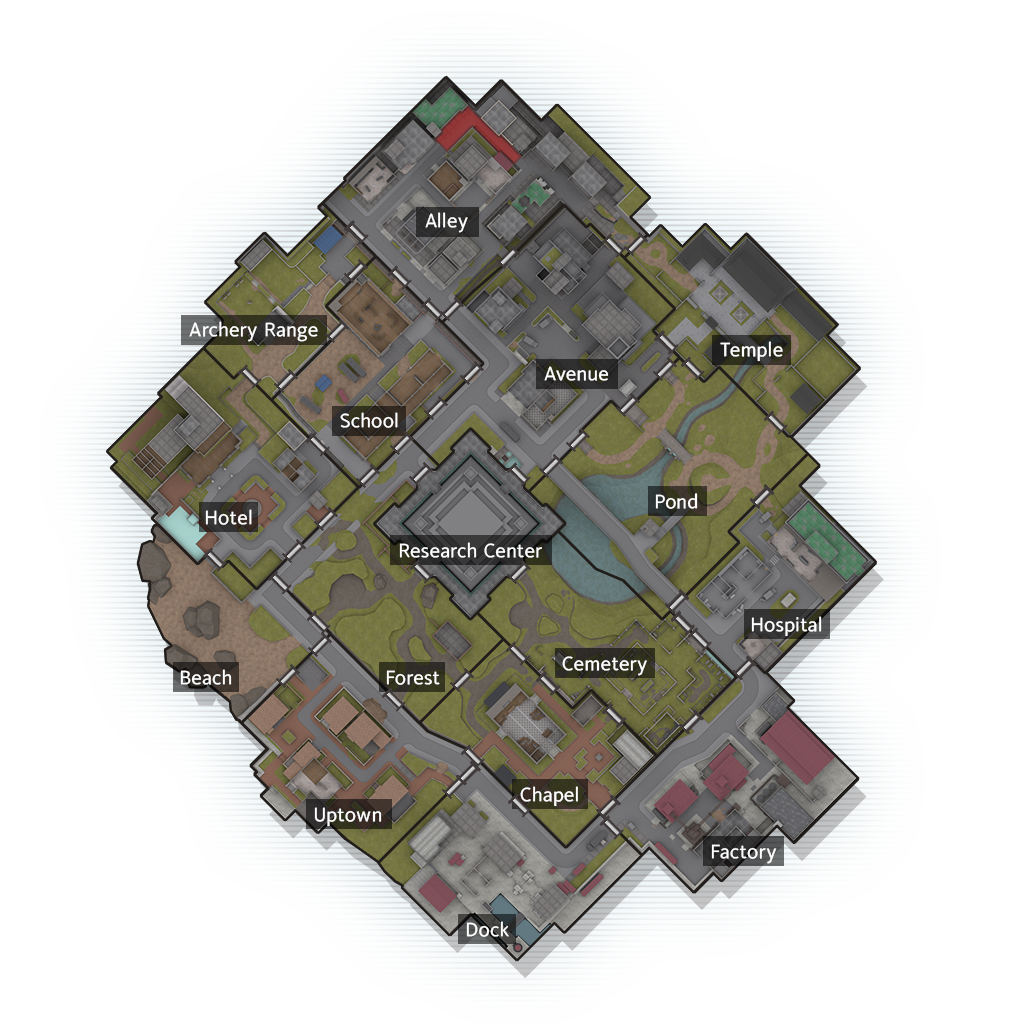 Alley
Archery Range
Temple
Avenue
School
Pond
Hotel
Research Center
Hospital
Cemetery
Beach
Forest
Chapel
Uptown
Factory
Dock